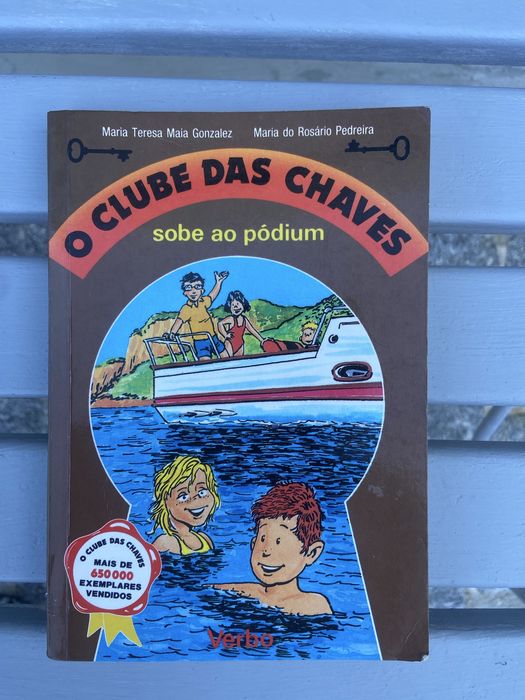 Maria Teresa Maia Gonzalez Maria do Rosário Pedreira
O CLUBE DAS CHAVES
sobe ao pódium
O CLUBE DAS CHAVES
MAIS DE
650 000
EXEMPLARES
VENDIDOS
Verbo